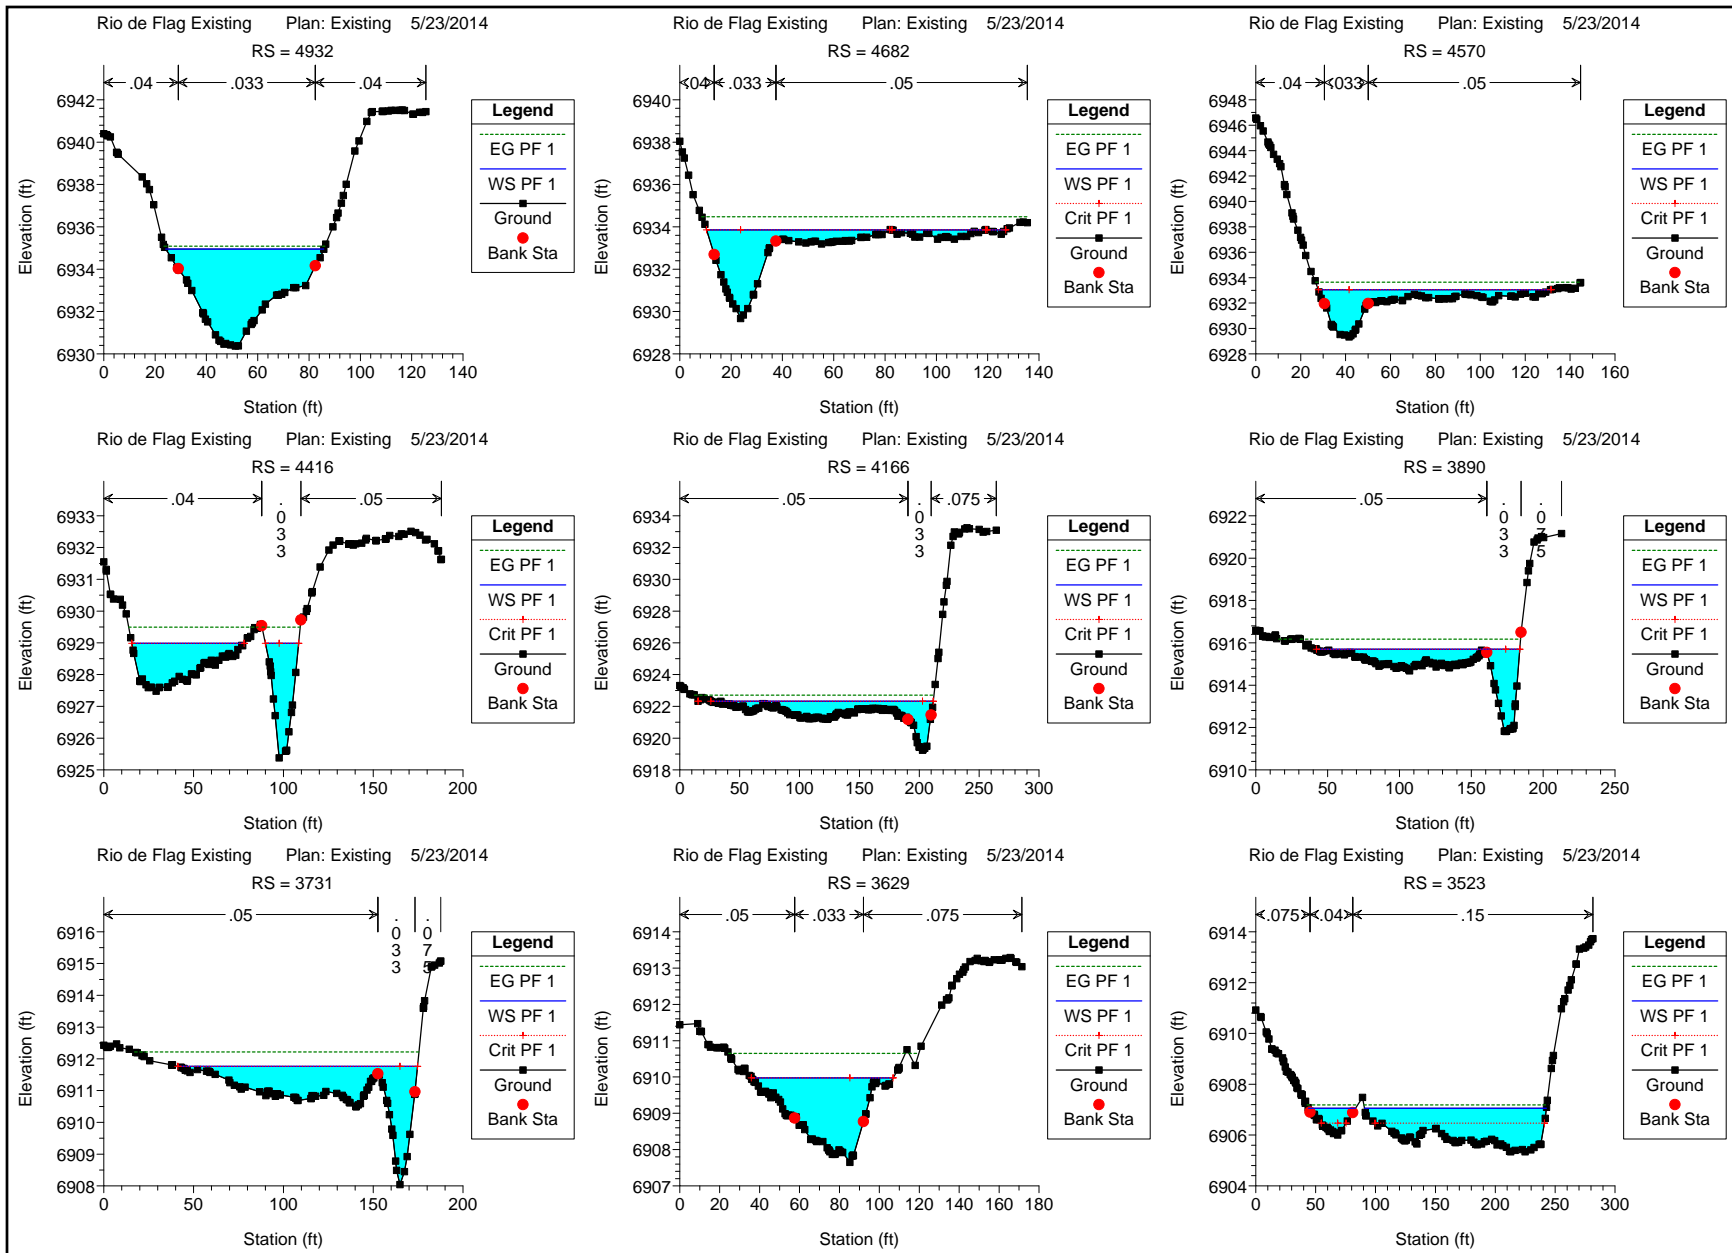 Rio de Flag Existing Plan: Existing 5/23/2014
RS = 4932
.04 .033 .04
6942
6940
6938
6936
6934
6932
6930
0 20 40 60 80 100 120 140
Station (ft)
Elevation (ft)
Legend
EG PF 1
WS PF 1
Ground
Bank Sta
Rio de Flag Existing Plan: Existing 5/23/2014
RS = 4682
.04 .033 .05
6940
6938
6936
6934
6932
6930
6928
0 20 40 60 80 100 120 140
Station (ft)
Elevation (ft)
Legend
EG PF 1
WS PF 1
Crit PF 1
Ground
Bank Sta
Rio de Flag Existing Plan: Existing 5/23/2014
RS = 4570
.04 .033 .05
6948
6946
6944
6942
6940
6938
6936
6934
6932
6930
6928
0 20 40 60 80 100 120 140 160
Station (ft)
Elevation (ft)
Legend
EG PF 1
WS PF 1
Crit PF 1
Ground
Bank Sta
Rio de Flag Existing Plan: Existing 5/23/2014
RS = 4416
.04 .033 .05
6933
6932
6931
6930
6929
6928
6927
6926
6925
0 50 100 150 200
Station (ft)
Elevation (ft)
Legend
EG PF 1
WS PF 1
Crit PF 1
Ground
Bank Sta
Rio de Flag Existing Plan: Existing 5/23/2014
RS = 4166
.05 .033 .075
6934
6932
6930
6928
6926
6924
6922
6920
6918
0 50 100 150 200 250 300
Station (ft)
Elevation (ft)
Legend
EG PF 1
WS PF 1
Crit PF 1
Ground
Bank Sta
Rio de Flag Existing Plan: Existing 5/23/2014
RS = 3890
.05 .033 .075
6922
6920
6918
6916
6914
6912
6910
0 50 100 150 200 250
Station (ft)
Elevation (ft)
Legend
EG PF 1
WS PF 1
Crit PF 1
Ground
Bank Sta
Rio de Flag Existing Plan: Existing 5/23/2014
RS = 3731
.05 .033 .075
6916
6915
6914
6913
6912
6911
6910
6909
6908
0 50 100 150 200
Station (ft)
Elevation (ft)
Legend
EG PF 1
WS PF 1
Crit PF 1
Ground
Bank Sta
Rio de Flag Existing Plan: Existing 5/23/2014
RS = 3629
.05 .033 .075
6914
6913
6912
6911
6910
6909
6908
6907
0 20 40 60 80 100 120 140 160 180
Station (ft)
Elevation (ft)
Legend
EG PF 1
WS PF 1
Crit PF 1
Ground
Bank Sta
Rio de Flag Existing Plan: Existing 5/23/2014
RS = 3523
.075 .04 .15
6914
6912
6910
6908
6906
6904
0 50 100 150 200 250 300
Station (ft)
Elevation (ft)
Legend
EG PF 1
WS PF 1
Crit PF 1
Ground
Bank Sta